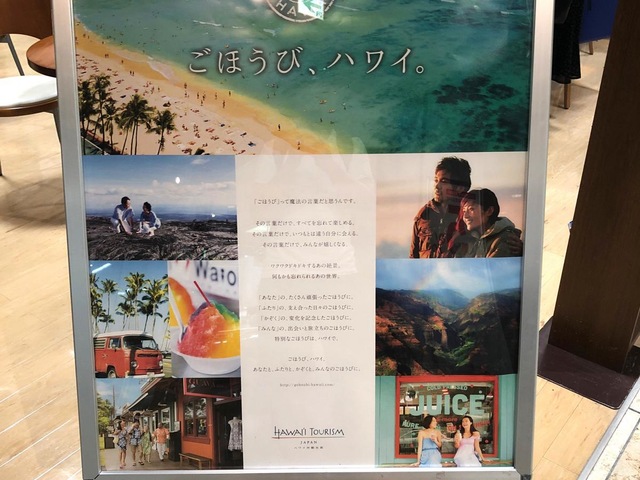 HA
ごほうび、ハワイ。
「ごほうび」って魔法の言葉だと思うんです。
その言葉だけで、すべてを忘れて楽しめる。
その言葉だけで、いつもとは違う自分に会える。
その言葉だけで、みんなが嬉しくなる。
ワクワクドキドキするあの絶景。
何もかも忘れられるあの世界。
「あなた」の、たくさん頑張ったごほうびに。
「ふたり」の、支え合った日々のごほうびに。
「かぞく」の、変化を記念したごほうびに。
「みんな」の、出会いと旅立ちのごほうびに。
特別なごほうびは、ハワイで。
ごほうび、ハワイ。
あなたと、ふたりと、かぞくと、みんなのごほうびに。
HAWAI'I TOURISM
JAPAN
ハワイ州観光局
JUICE